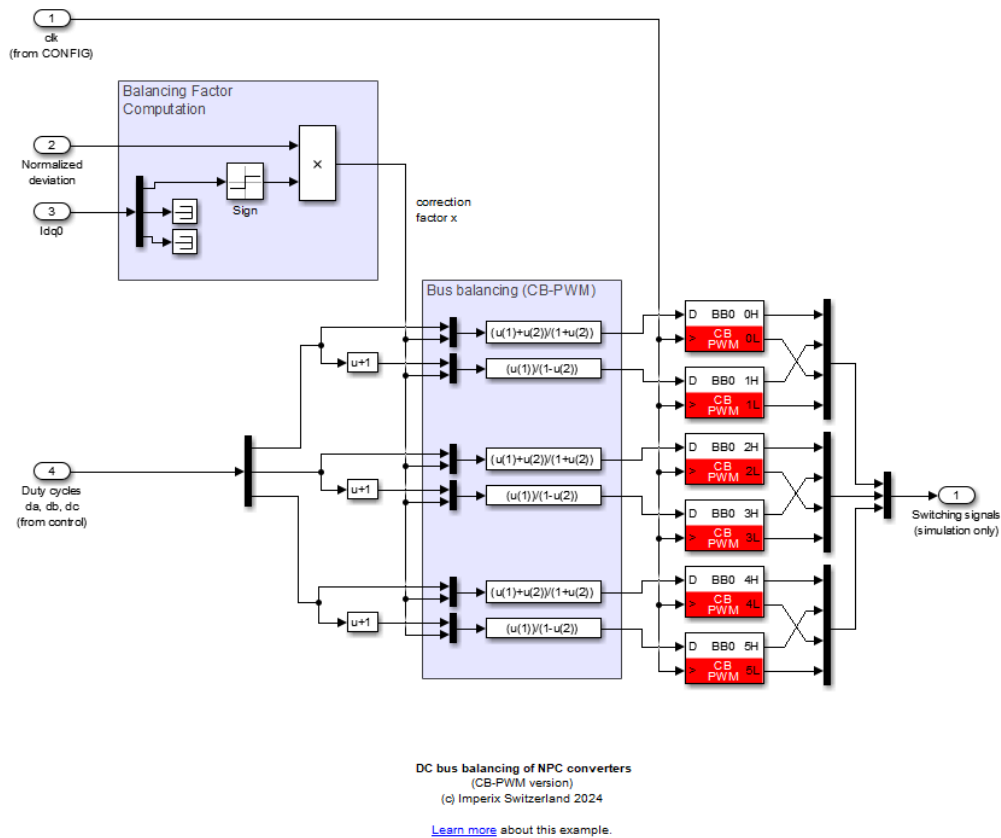 1
clk
(from CONFIG)
Balancing Factor
Computation
2
Normalized
deviation
×
Sign
3
Idq0
correction
factor x
Bus balancing (CB-PWM)
(u(1)+u(2))/(1+u(2))
u+1
(u(1))/(1-u(2))
D BB0 0H
> CB PWM 0L
D BB0 1H
> CB PWM 1L
4
Duty cycles
da, db, dc
(from control)
(u(1)+u(2))/(1+u(2))
u+1
(u(1))/(1-u(2))
D BB0 2H
> CB PWM 2L
D BB0 3H
> CB PWM 3L
1
Switching signals
(simulation only)
(u(1)+u(2))/(1+u(2))
u+1
(u(1))/(1-u(2))
D BB0 4H
> CB PWM 4L
D BB0 5H
> CB PWM 5L
DC bus balancing of NPC converters
(CB-PWM version)
(c) Imperix Switzerland 2024
Learn more about this example.